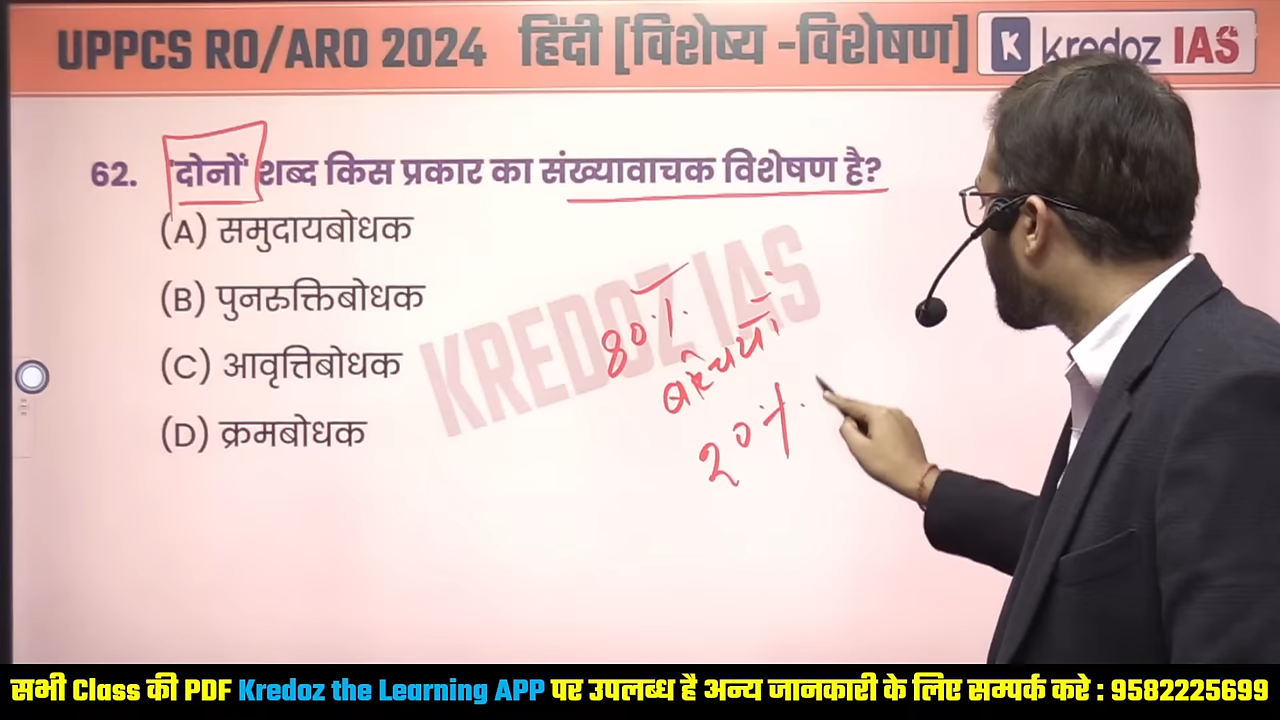 UPPCS RO/ARO 2024 हिंदी [विशेष्य -विशेषण]
K kredoz IAS
62. 'दोनों' शब्द किस प्रकार का संख्यावाचक विशेषण है?
(A) समुदायबोधक
(B) पुनरुक्तिबोधक
(C) आवृत्तिबोधक
(D) क्रमबोधक
KREDOZ IAS
80%
20%
सभी Class की PDF Kredoz the Learning APP पर उपलब्ध है अन्य जानकारी के लिए सम्पर्क करे : 9582225699